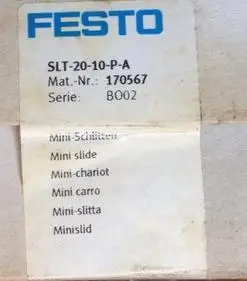 FESTO
SLT-20-10-P-A
Mat.-Nr.: 170567
Serie: BO02
Mini-Schlitten
Mini slide
Mini-chariot
Mini carro
Mini-slitta
Minislid